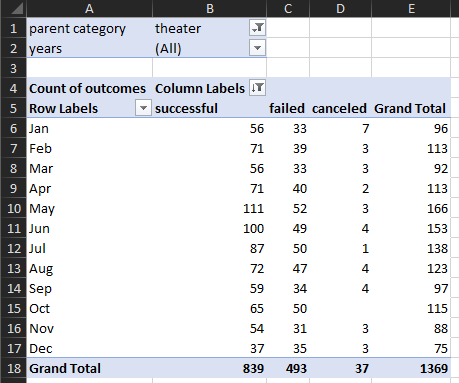 A B C D E
1 parent category theater
2 years (All)
3
4 Count of outcomes Column Labels
5 Row Labels successful failed canceled Grand Total
6 Jan 56 33 7 96
7 Feb 71 39 3 113
8 Mar 56 33 3 92
9 Apr 71 40 2 113
10 May 111 52 3 166
11 Jun 100 49 4 153
12 Jul 87 50 1 138
13 Aug 72 47 4 123
14 Sep 59 34 4 97
15 Oct 65 50 115
16 Nov 54 31 3 88
17 Dec 37 35 3 75
18 Grand Total 839 493 37 1369